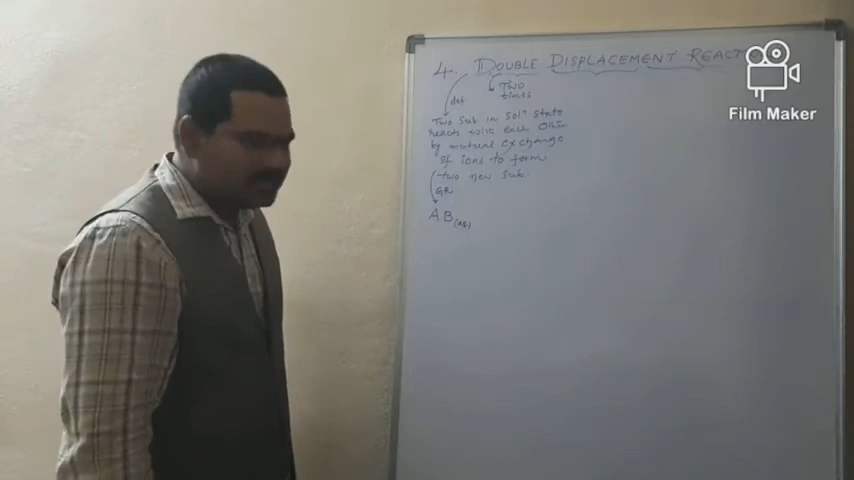 4. DOUBLE DISPLACEMENT REACT
Two
times
def
Two Sub in Solⁿ State
reacts with each Other
by mutual exchange
of ions to form
two new Sub.
GR
AB(aq)
Film Maker